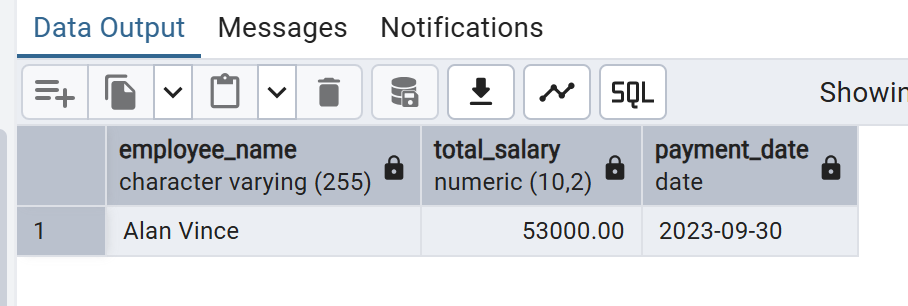 Data Output Messages Notifications
SQL Showin
employee_name total_salary payment_date
character varying (255) numeric (10,2) date
1 Alan Vince 53000.00 2023-09-30